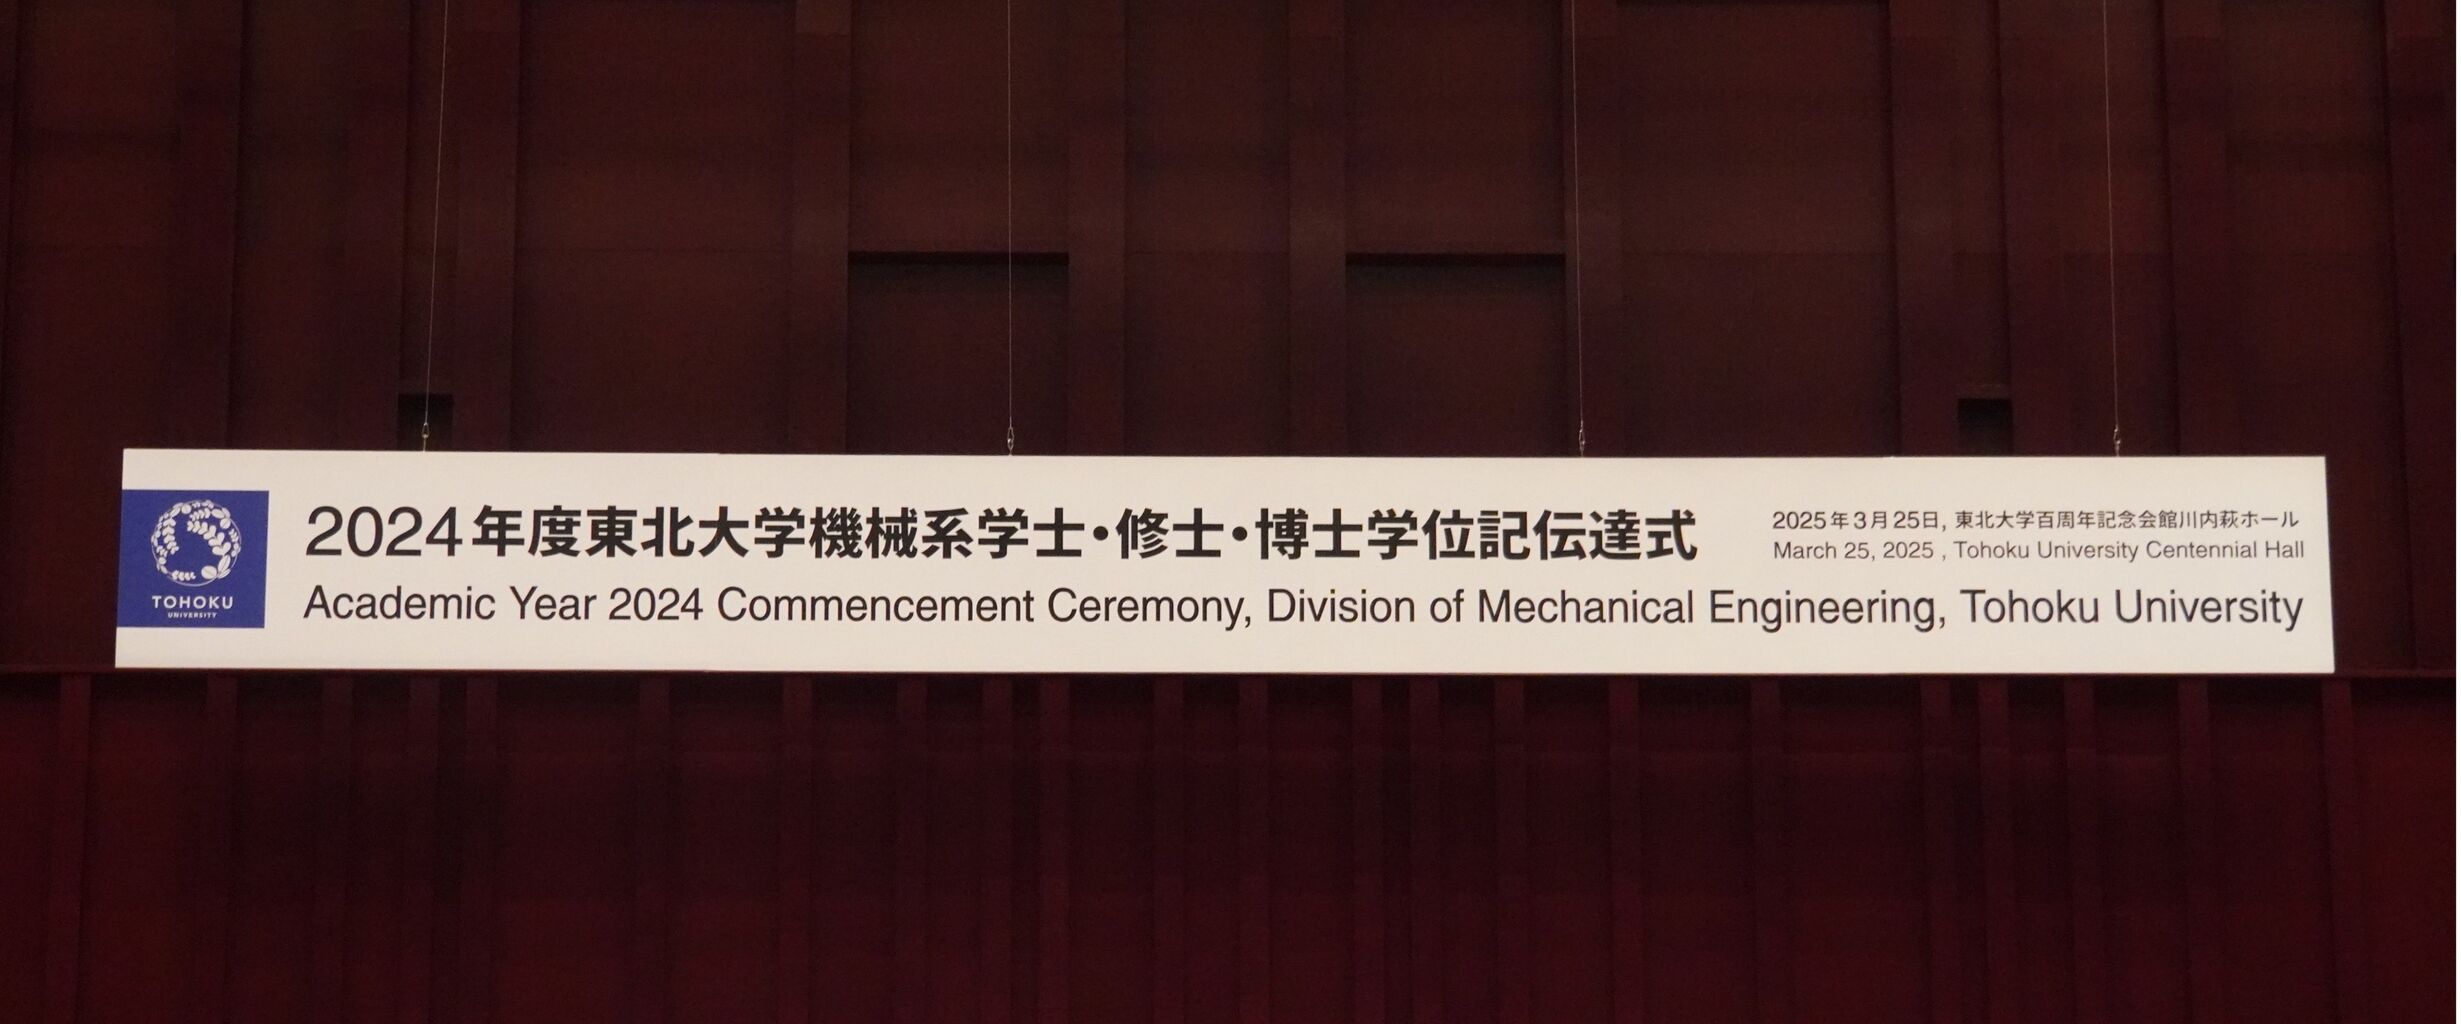 TOHOKU
UNIVERSITY
2024年度東北大学機械系学士・修士・博士学位記伝達式
2025年3月25日, 東北大学百周年記念会館川内萩ホール
March 25, 2025 , Tohoku University Centennial Hall
Academic Year 2024 Commencement Ceremony, Division of Mechanical Engineering, Tohoku University